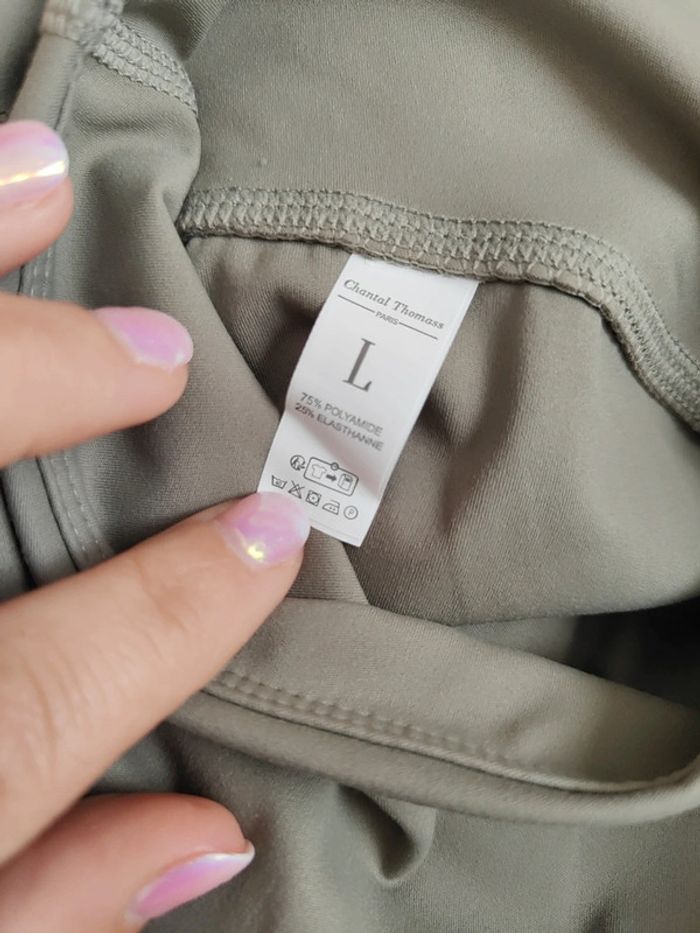 Chantal Thomass
PARIS
L
75% POLYAMIDE
25% ELASTHANNE
P